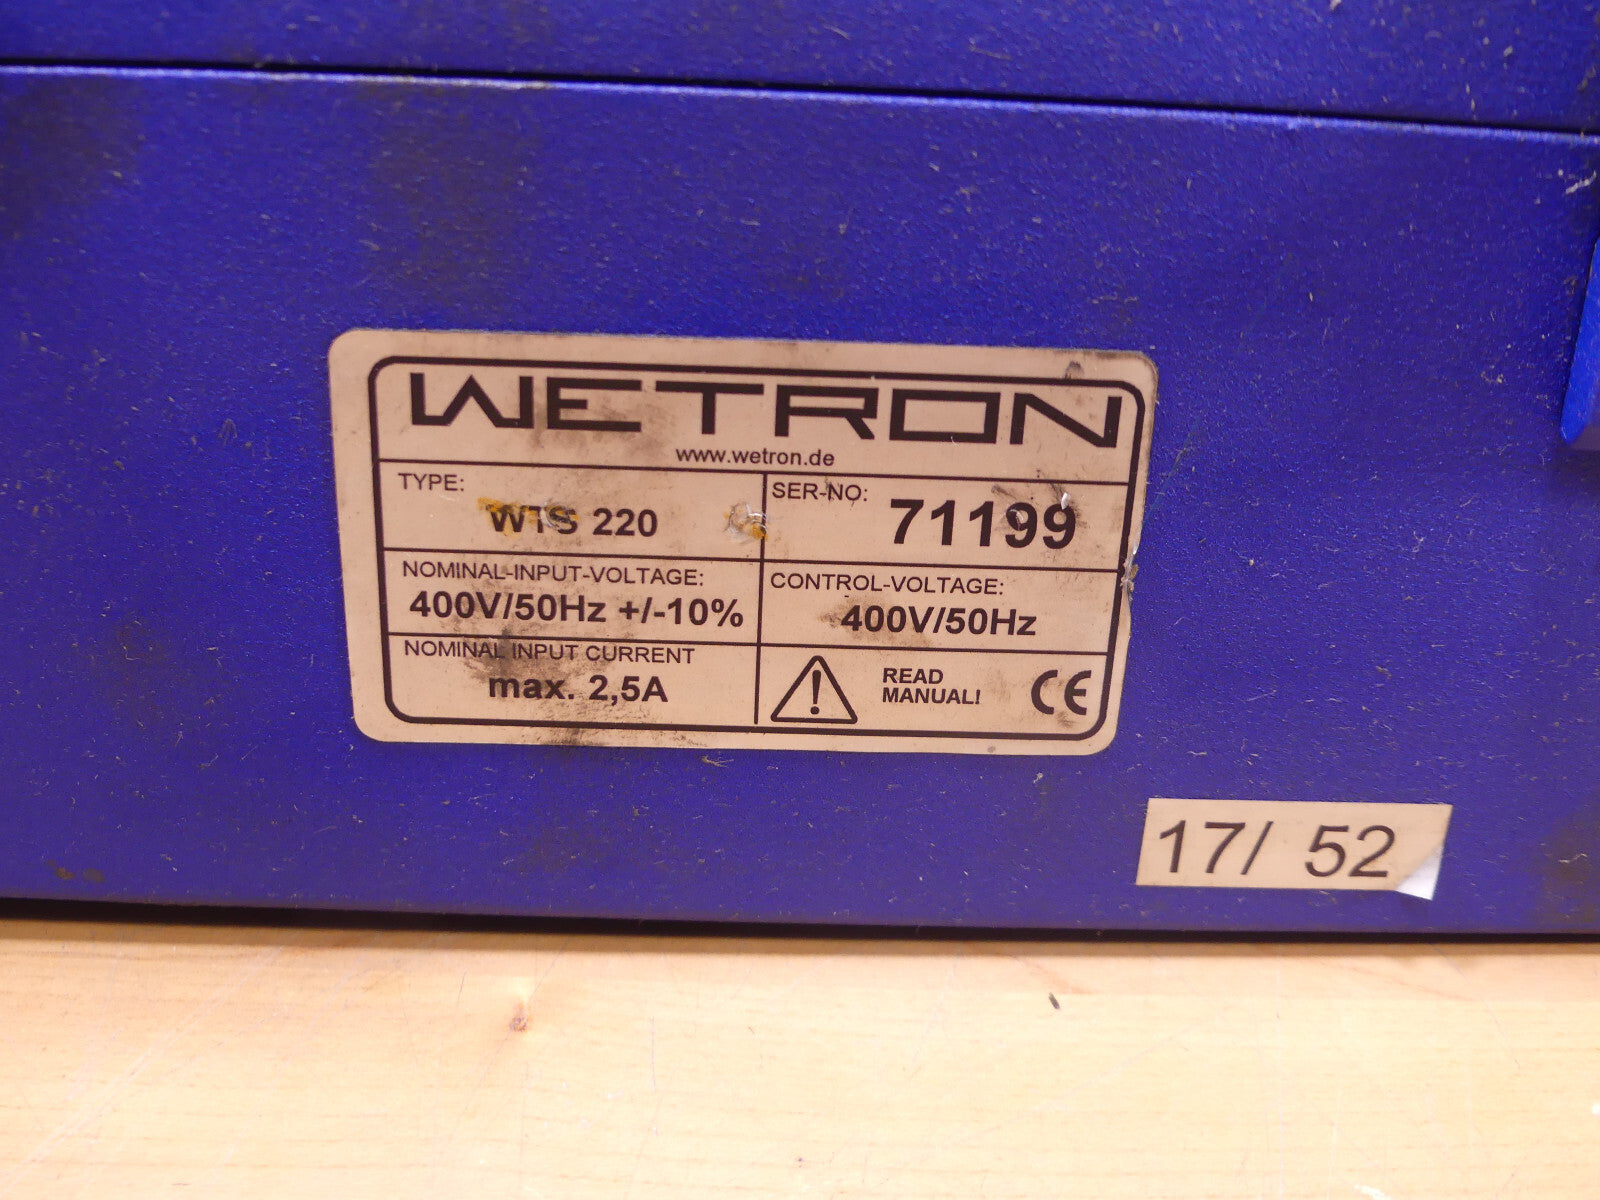 WETRON
www.wetron.de
TYPE:
WTS 220
SER-NO:
71199
NOMINAL-INPUT-VOLTAGE:
400V/50Hz +/-10%
CONTROL-VOLTAGE:
400V/50Hz
NOMINAL INPUT CURRENT
max. 2,5A
READ
MANUAL!
CE
17/ 52